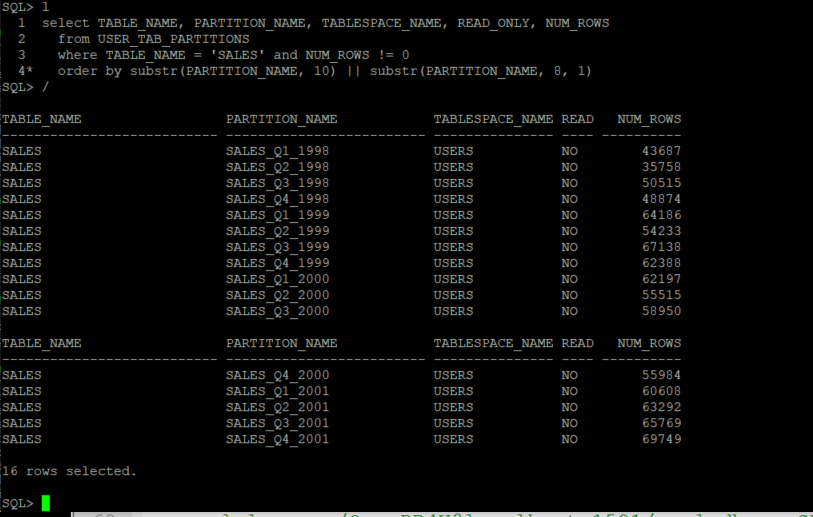 SQL> l
  1  select TABLE_NAME, PARTITION_NAME, TABLESPACE_NAME, READ_ONLY, NUM_ROWS
  2    from USER_TAB_PARTITIONS
  3    where TABLE_NAME = 'SALES' and NUM_ROWS != 0
  4*   order by substr(PARTITION_NAME, 10) || substr(PARTITION_NAME, 8, 1)
SQL> /
TABLE_NAME PARTITION_NAME TABLESPACE_NAME READ NUM_ROWS
--------------------------- ------------------------- --------------- ---- ----------
SALES SALES_Q1_1998 USERS NO 43687
SALES SALES_Q2_1998 USERS NO 35758
SALES SALES_Q3_1998 USERS NO 50515
SALES SALES_Q4_1998 USERS NO 48874
SALES SALES_Q1_1999 USERS NO 64186
SALES SALES_Q2_1999 USERS NO 54233
SALES SALES_Q3_1999 USERS NO 67138
SALES SALES_Q4_1999 USERS NO 62388
SALES SALES_Q1_2000 USERS NO 62197
SALES SALES_Q2_2000 USERS NO 55515
SALES SALES_Q3_2000 USERS NO 58950
TABLE_NAME PARTITION_NAME TABLESPACE_NAME READ NUM_ROWS
--------------------------- ------------------------- --------------- ---- ----------
SALES SALES_Q4_2000 USERS NO 55984
SALES SALES_Q1_2001 USERS NO 60608
SALES SALES_Q2_2001 USERS NO 63292
SALES SALES_Q3_2001 USERS NO 65769
SALES SALES_Q4_2001 USERS NO 69749
16 rows selected.
SQL>